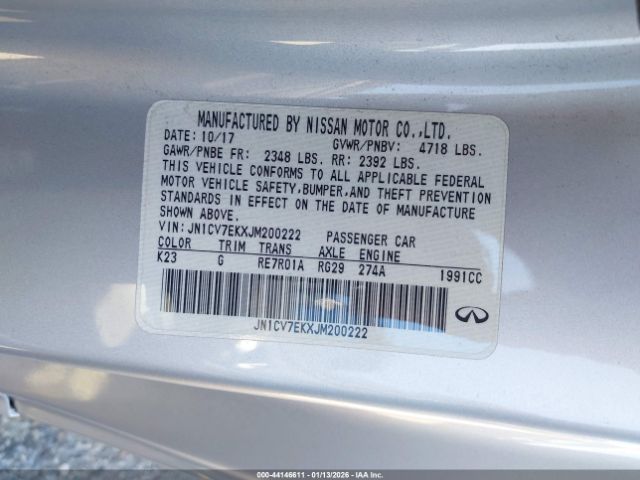 MANUFACTURED BY NISSAN MOTOR CO.,LTD.
DATE: 10/17 GVWR/PNBV: 4718 LBS.
GAWR/PNBE FR: 2348 LBS. RR: 2392 LBS.
THIS VEHICLE CONFORMS TO ALL APPLICABLE FEDERAL
MOTOR VEHICLE SAFETY,BUMPER,AND THEFT PREVENTION
STANDARDS IN EFFECT ON THE DATE OF MANUFACTURE
SHOWN ABOVE.
VIN: JN1CV7EKXJM200222 PASSENGER CAR
COLOR TRIM TRANS AXLE ENGINE
K23 G RE7R01A RG29 274A 1991CC
JN1CV7EKXJM200222
000-44146611 - 01/13/2026 - IAAI.COM